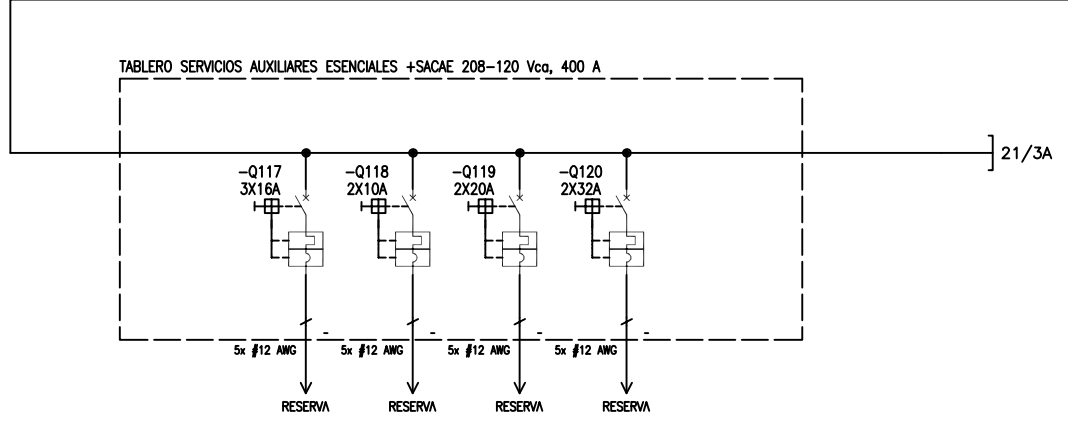 TABLERO SERVICIOS AUXILIARES ESENCIALES +SACAE 208-120 Vca, 400 A
21/3A
-Q117
3X16A
-Q118
2X10A
-Q119
2X20A
-Q120
2X32A
- - - -
5x #12 AWG 5x #12 AWG 5x #12 AWG 5x #12 AWG
RESERVA RESERVA RESERVA RESERVA